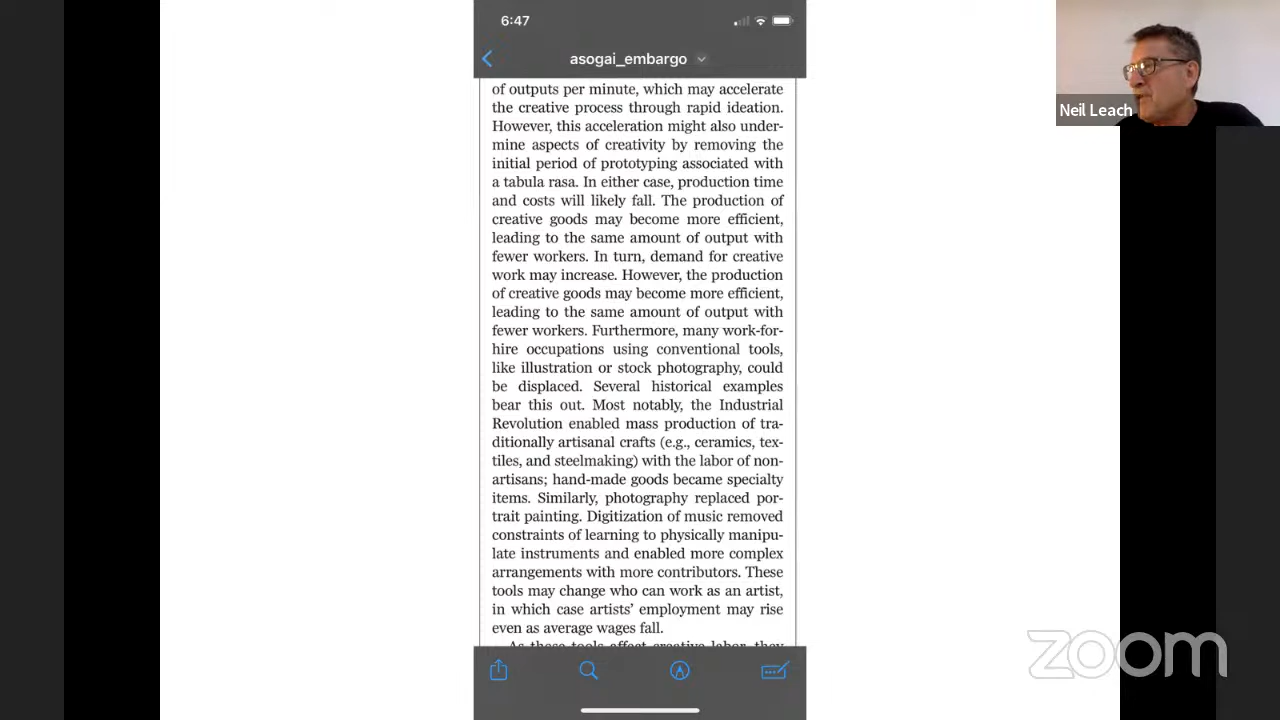 6:47
asogai_embargo
of outputs per minute, which may accelerate
the creative process through rapid ideation.
However, this acceleration might also under-
mine aspects of creativity by removing the
initial period of prototyping associated with
a tabula rasa. In either case, production time
and costs will likely fall. The production of
creative goods may become more efficient,
leading to the same amount of output with
fewer workers. In turn, demand for creative
work may increase. However, the production
of creative goods may become more efficient,
leading to the same amount of output with
fewer workers. Furthermore, many work-for-
hire occupations using conventional tools,
like illustration or stock photography, could
be displaced. Several historical examples
bear this out. Most notably, the Industrial
Revolution enabled mass production of tra-
ditionally artisanal crafts (e.g., ceramics, tex-
tiles, and steelmaking) with the labor of non-
artisans; hand-made goods became specialty
items. Similarly, photography replaced por-
trait painting. Digitization of music removed
constraints of learning to physically manipu-
late instruments and enabled more complex
arrangements with more contributors. These
tools may change who can work as an artist,
in which case artists' employment may rise
even as average wages fall.
As these tools affect creative labor, they
Neil Leach
zoom